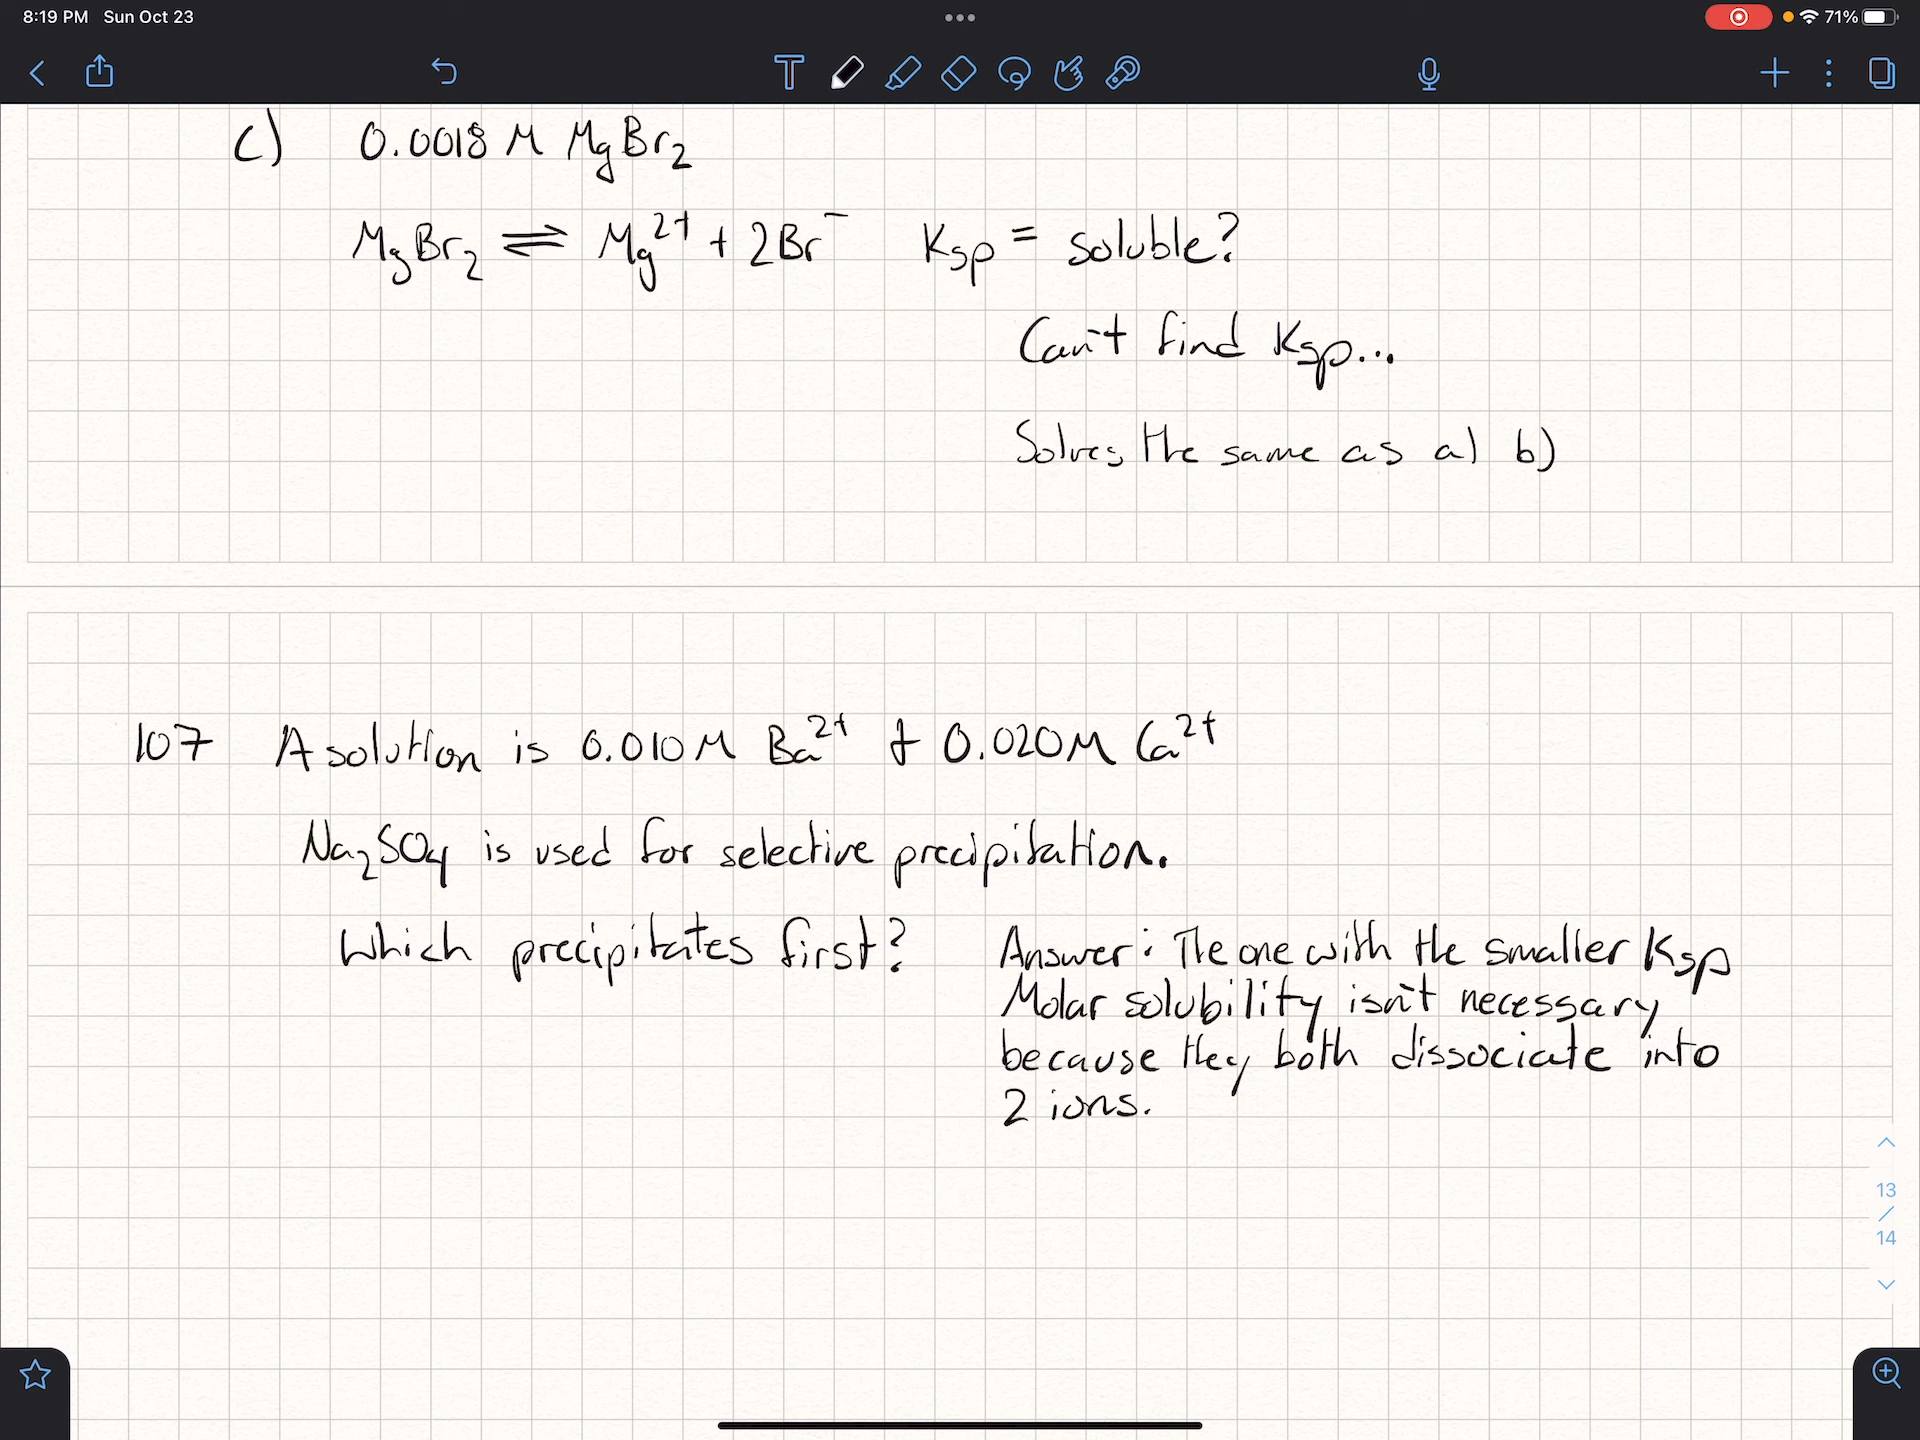 8:19 PM Sun Oct 23
71%
c) 0.0018 M MgBr₂
MgBr₂ ⇌ Mg²⁺ + 2Br⁻ Ksp = soluble?
Can't find Ksp...
Solves the same as a) b)
107 A solution is 0.010M Ba²⁺ & 0.020M Ca²⁺
Na₂SO₄ is used for selective precipitation.
Which precipitates first? Answer: The one with the smaller Ksp
Molar solubility isn't necessary
because they both dissociate into
2 ions.
13
/
14